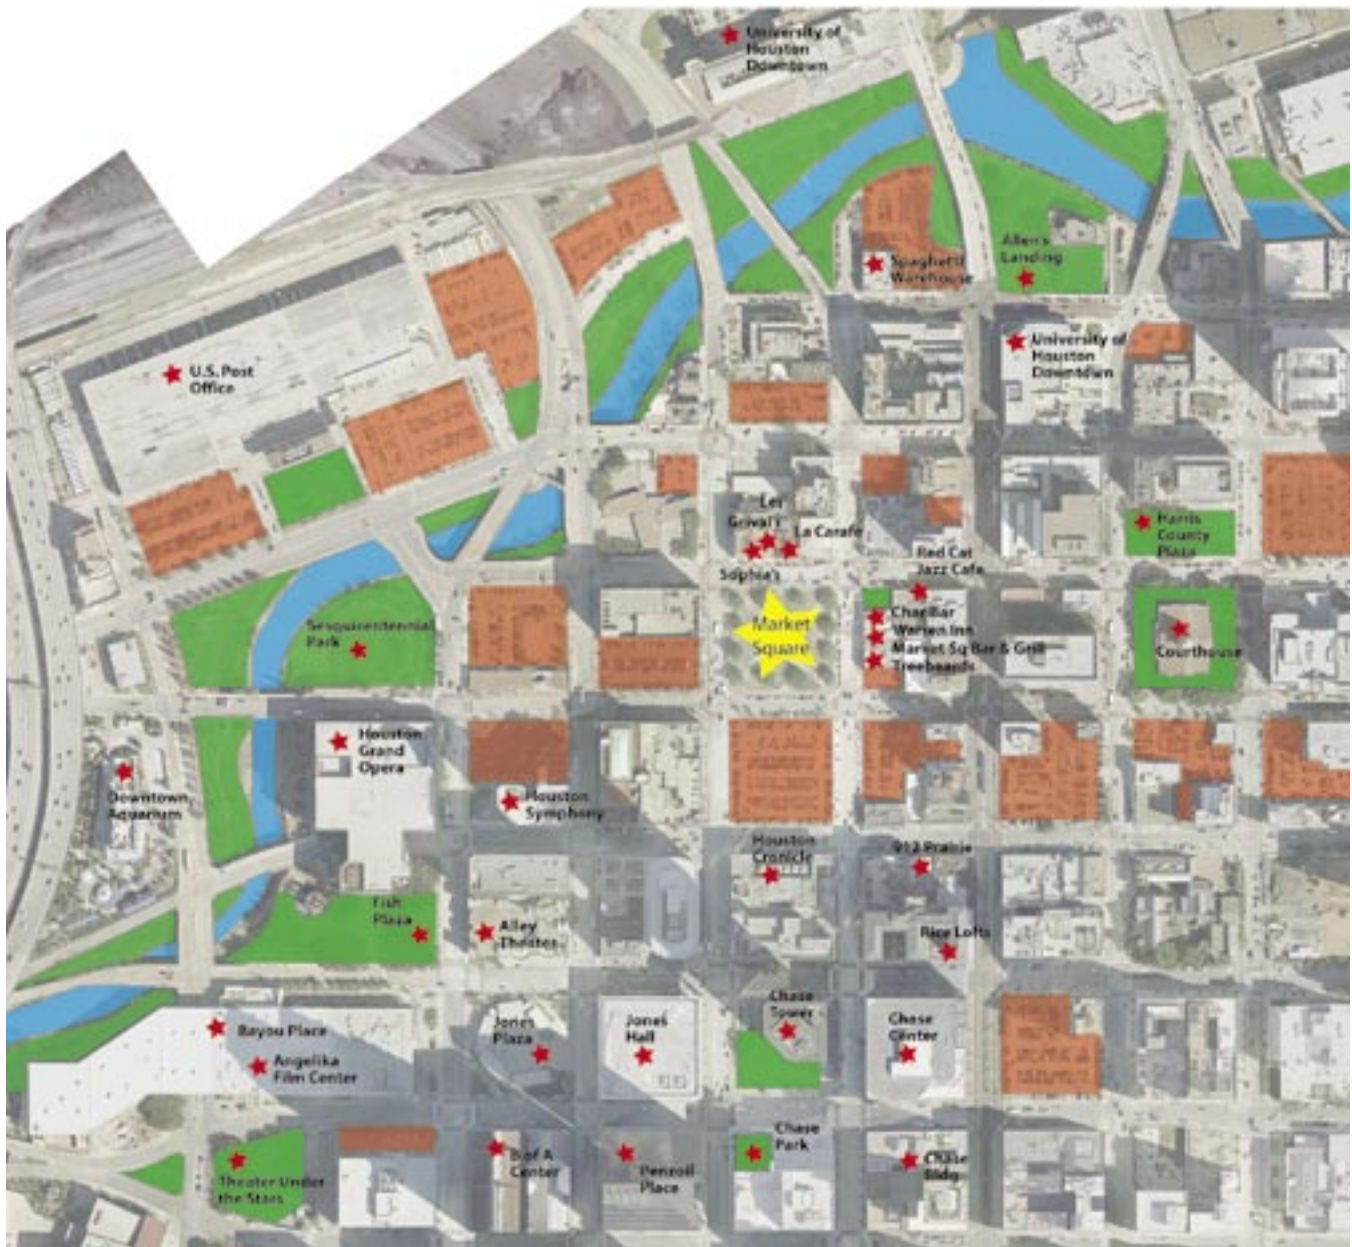 University of
Houston
Downtown
Allen's
Landing
Spaghetti
Warehouse
University of
Houston
Downtown
U.S. Post
Office
Les
Givral's
La Carafe
Sophia's
Harris
County
Plaza
Red Cat
Jazz Cafe
Market
Square
Charlbar
Warren Inn
Market Sq Bar & Grill
Treebeards
Courthouse
Sesquicentennial
Park
Houston
Grand
Opera
Downtown
Aquarium
Houston
Symphony
Houston
Cronicle
912 Prairie
Fish
Plaza
Alley
Theater
Rice Lofts
Bayou Place
Angelika
Film Center
Jones
Plaza
Jones
Hall
Chase
Tower
Chase
Center
Theater Under
the Stars
B of A
Center
Penzoil
Place
Chase
Park
Chase
Bldg